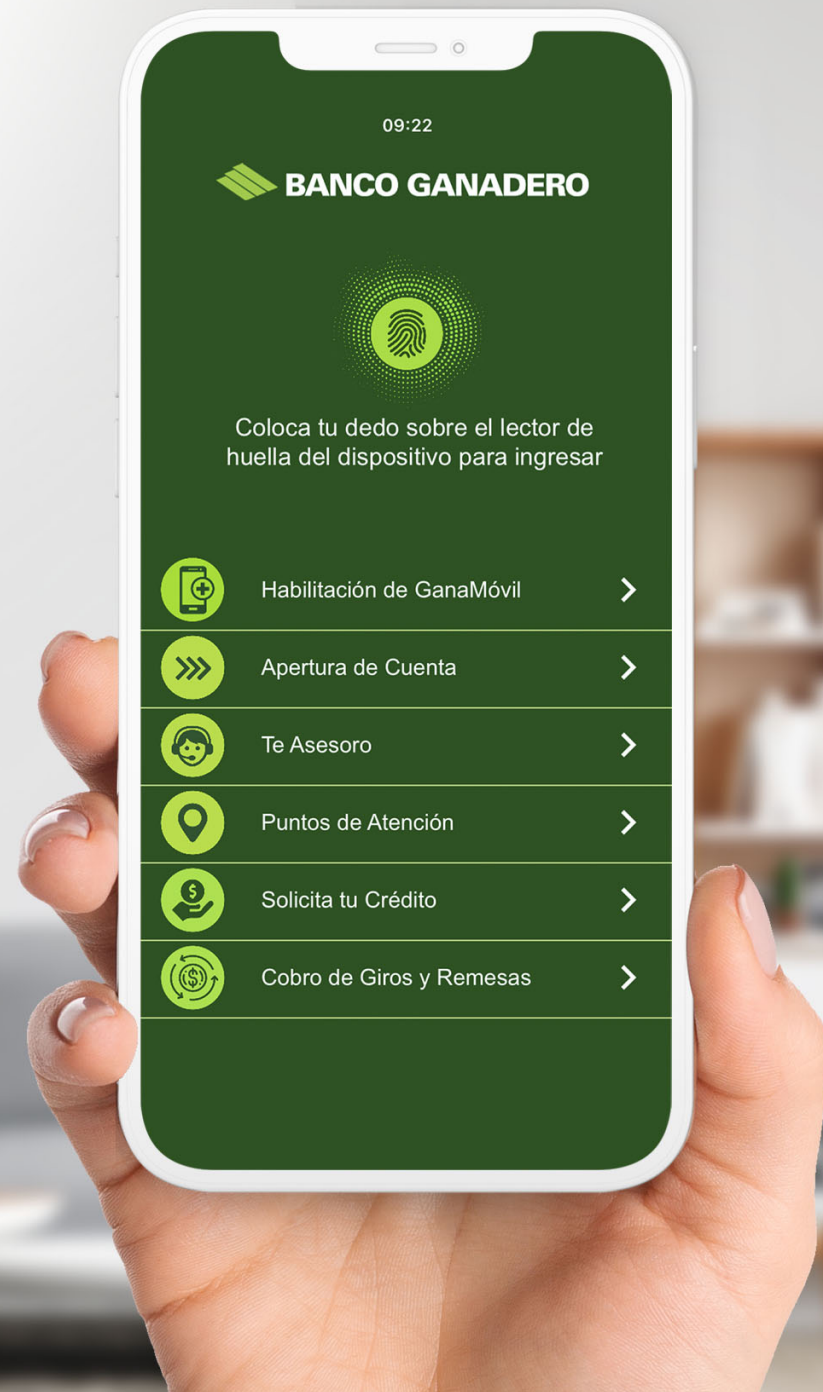 09:22
BANCO GANADERO
Coloca tu dedo sobre el lector de
huella del dispositivo para ingresar
Habilitación de GanaMóvil
Apertura de Cuenta
Te Asesoro
Puntos de Atención
Solicita tu Crédito
Cobro de Giros y Remesas